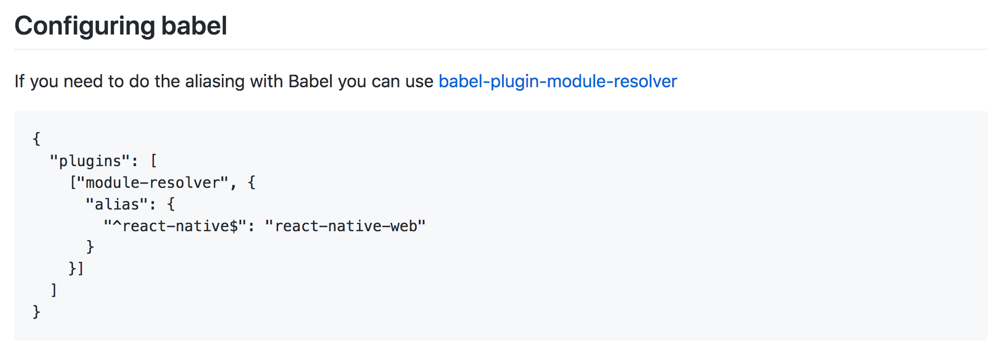 Configuring babel
If you need to do the aliasing with Babel you can use babel-plugin-module-resolver
{
  "plugins": [
    ["module-resolver", {
      "alias": {
        "^react-native$": "react-native-web"
      }
    }]
  ]
}